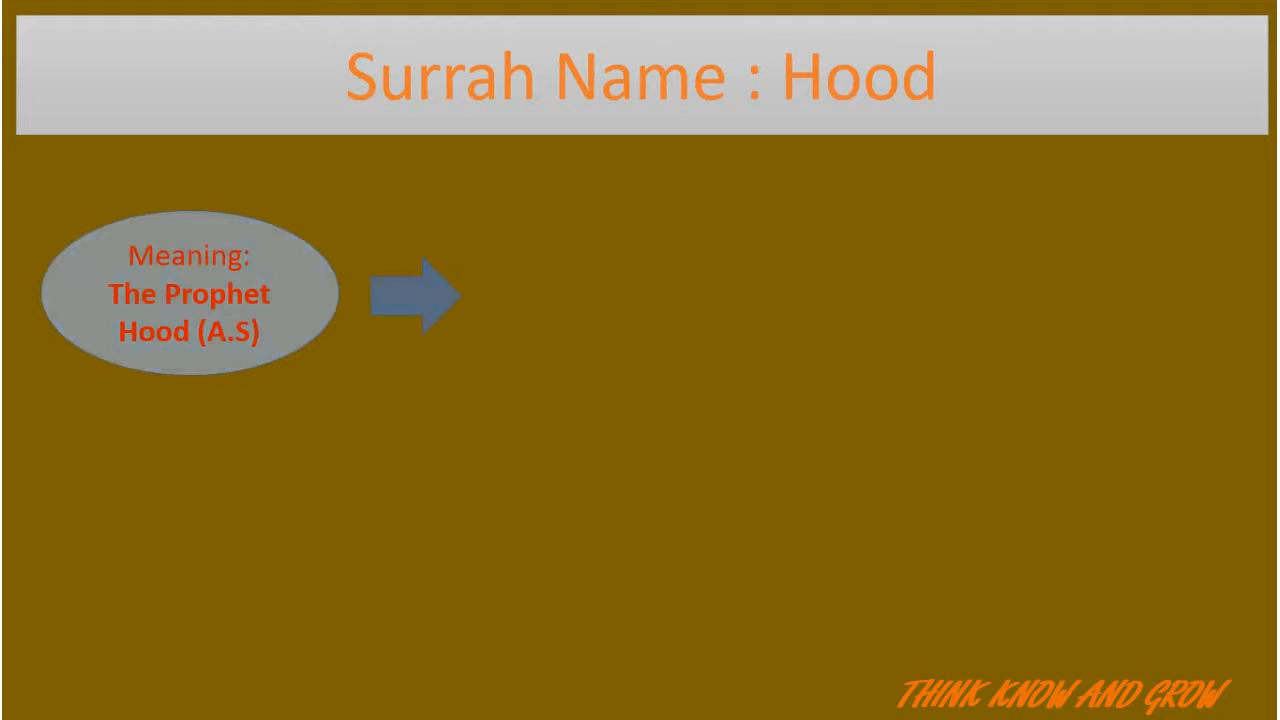 Surrah Name : Hood
Meaning:
The Prophet
Hood (A.S)
THINK KNOW AND GROW